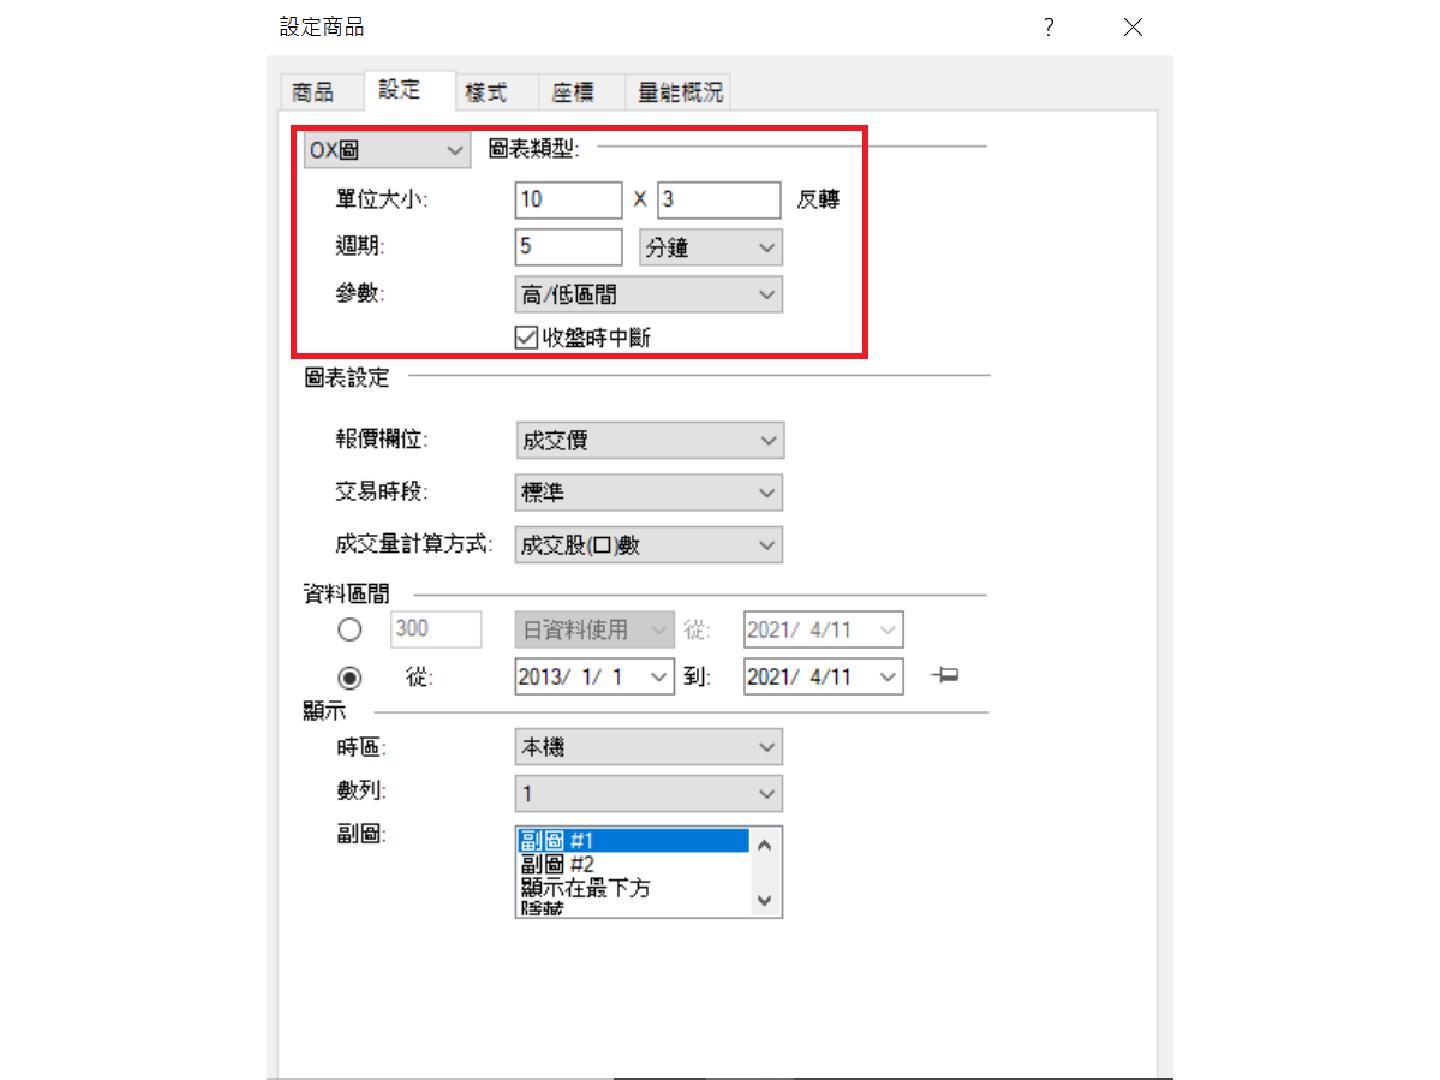 設定商品 ?
商品 設定 樣式 座標 量能概況
OX圖 圖表類型:
單位大小: 10 X 3 反轉
週期: 5 分鐘
參數: 高/低區間
收盤時中斷
圖表設定
報價欄位: 成交價
交易時段: 標準
成交量計算方式: 成交股(口)數
資料區間
300 日資料使用 從: 2021/ 4/11
從: 2013/ 1/ 1 到: 2021/ 4/11
顯示
時區: 本機
數列: 1
副圖: 副圖 #1
副圖 #2
顯示在最下方
隱藏